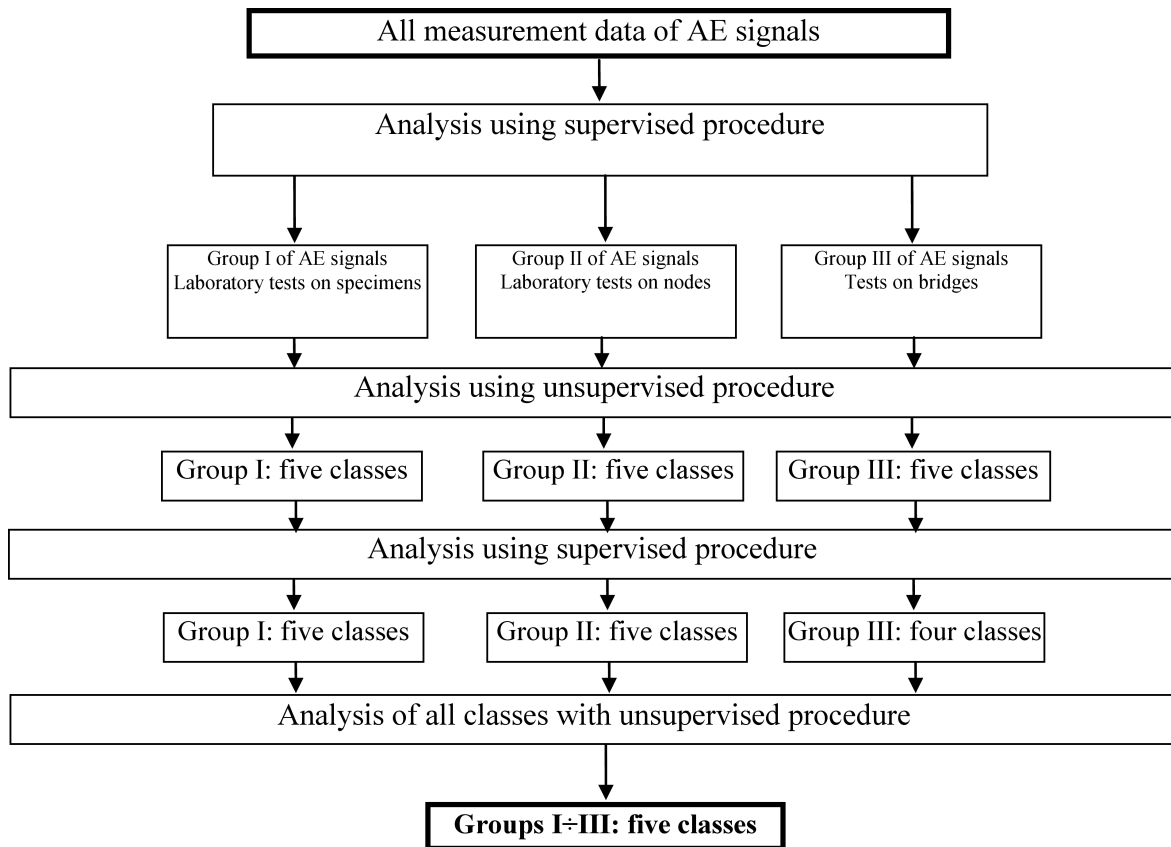 All measurement data of AE signals
Analysis using supervised procedure
Group I of AE signals
Laboratory tests on specimens
Group II of AE signals
Laboratory tests on nodes
Group III of AE signals
Tests on bridges
Analysis using unsupervised procedure
Group I: five classes
Group II: five classes
Group III: five classes
Analysis using supervised procedure
Group I: five classes
Group II: five classes
Group III: four classes
Analysis of all classes with unsupervised procedure
Groups I÷III: five classes